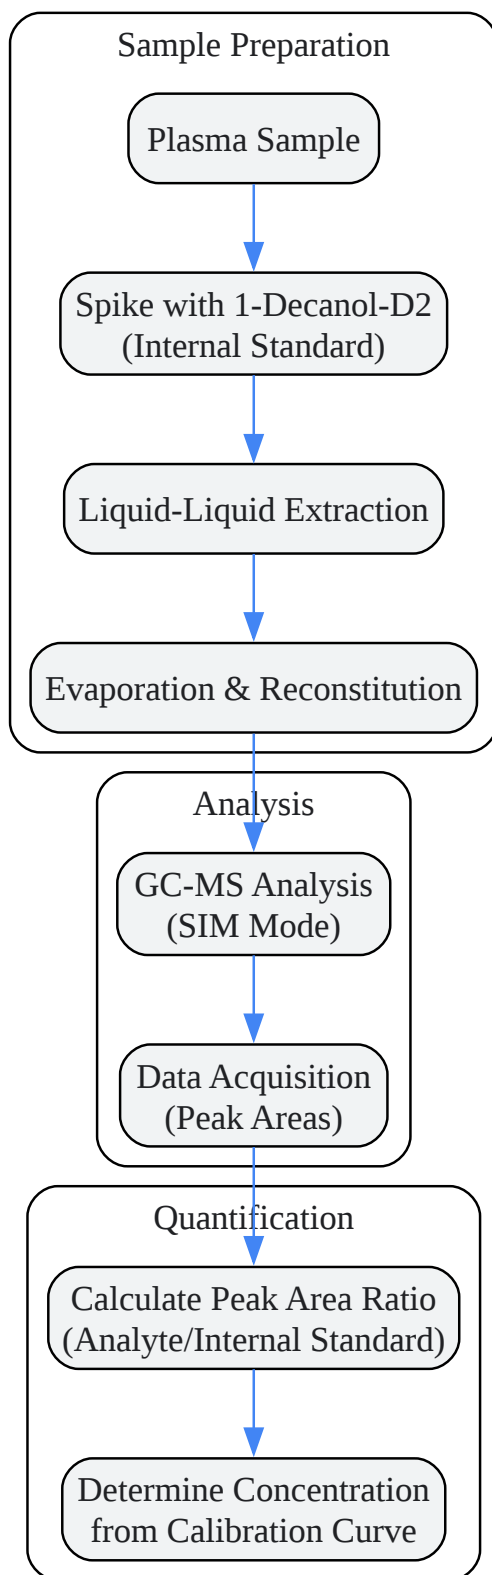 Sample Preparation
Plasma Sample
Spike with 1-Decanol-D2
(Internal Standard)
Liquid-Liquid Extraction
Evaporation & Reconstitution
Analysis
GC-MS Analysis
(SIM Mode)
Data Acquisition
(Peak Areas)
Quantification
Calculate Peak Area Ratio
(Analyte/Internal Standard)
Determine Concentration
from Calibration Curve